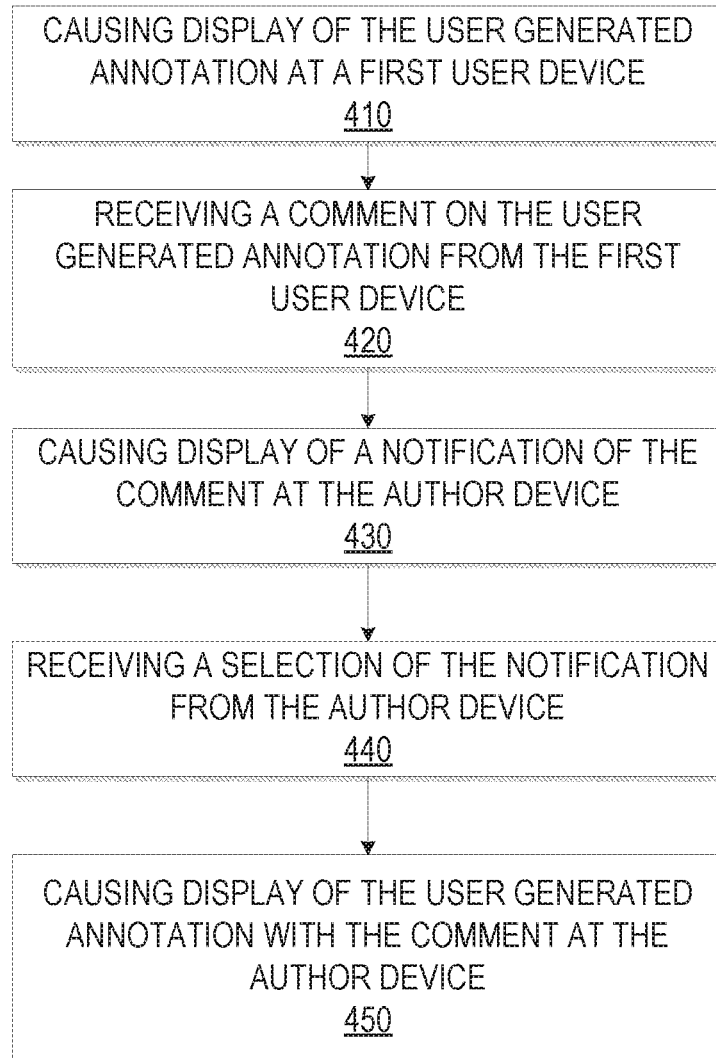 CAUSING DISPLAY OF THE USER GENERATED
ANNOTATION AT A FIRST USER DEVICE
410
RECEIVING A COMMENT ON THE USER
GENERATED ANNOTATION FROM THE FIRST
USER DEVICE
420
CAUSING DISPLAY OF A NOTIFICATION OF THE
COMMENT AT THE AUTHOR DEVICE
430
RECEIVING A SELECTION OF THE NOTIFICATION
FROM THE AUTHOR DEVICE
440
CAUSING DISPLAY OF THE USER GENERATED
ANNOTATION WITH THE COMMENT AT THE
AUTHOR DEVICE
450